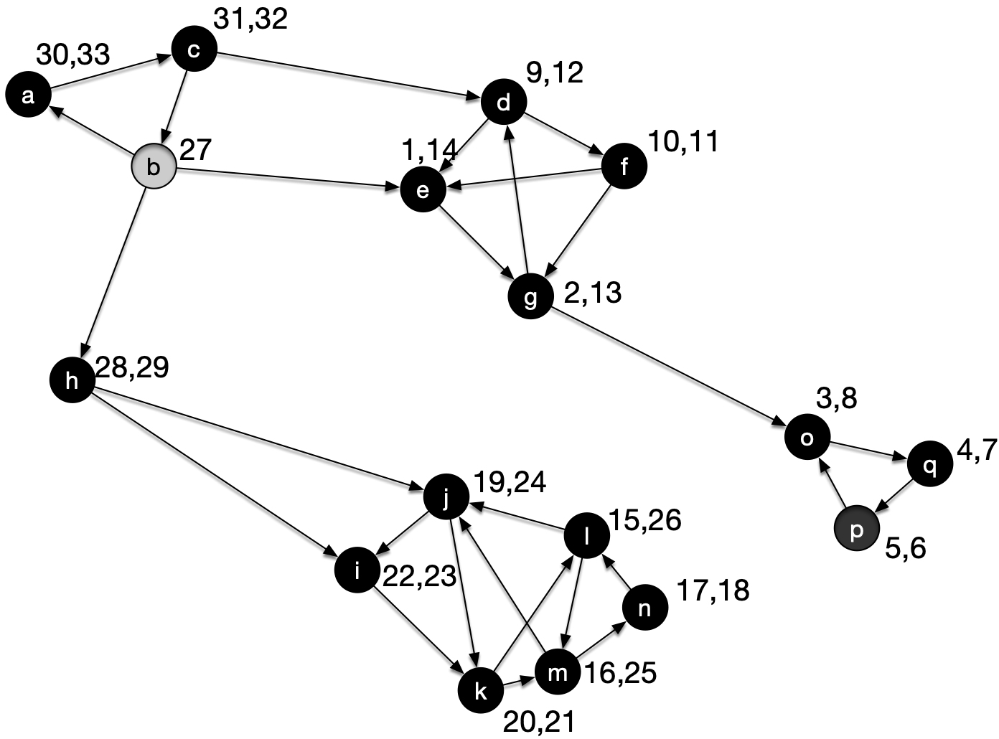 31,32
c
30,33
a
9,12
d
10,11
f
27
b
1,14
e
g
2,13
h
28,29
3,8
o
4,7
q
p
5,6
j
19,24
l
15,26
i
22,23
n
17,18
m
16,25
k
20,21